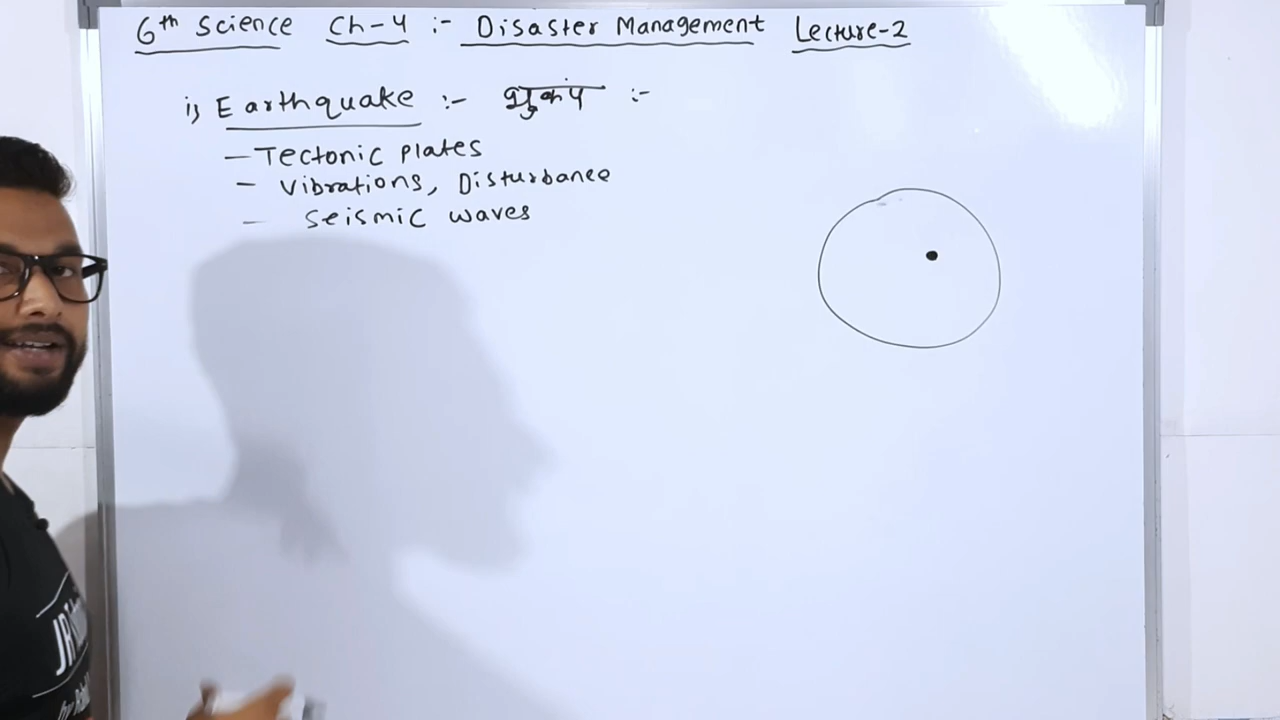 6th Science Ch-4 :- Disaster Management Lecture-2
i) Earthquake :- भूकंप :-
- Tectonic plates
- Vibrations, Disturbance
- Seismic waves